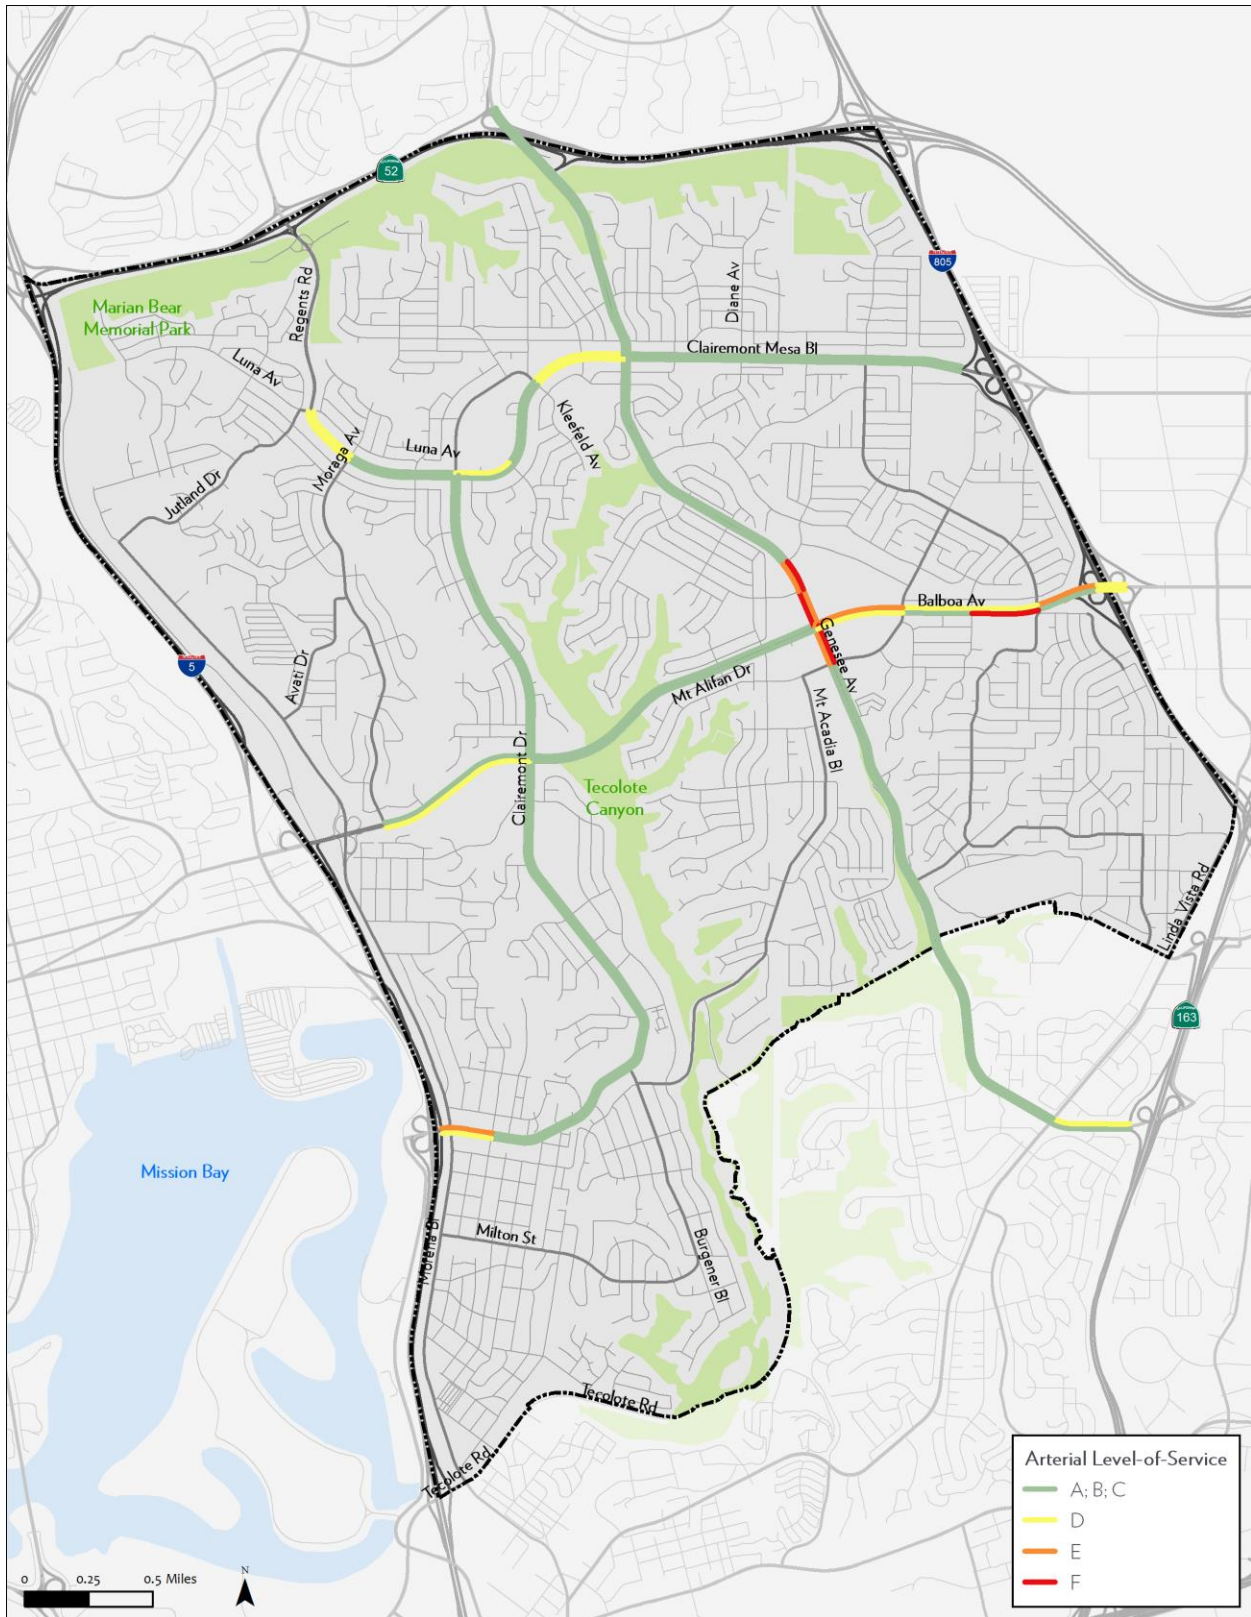 52
805
Marian Bear
Memorial Park
Regents Rd
Diane Av
Clairemont Mesa Bl
Luna Av
Kleefeld Av
Luna Av
Moraga Av
Jutland Dr
Balboa Av
Genesee Av
5
Avati Dr
Mt Alifan Dr
Mt Acadia Bl
Clairemont Dr
Tecolote
Canyon
Linda Vista Rd
163
Mission Bay
Milton St
Morena Bl
Burgener Bl
Tecolote Rd
Tecolote Rd
Arterial Level-of-Service
A; B; C
D
E
F
0 0.25 0.5 Miles
N